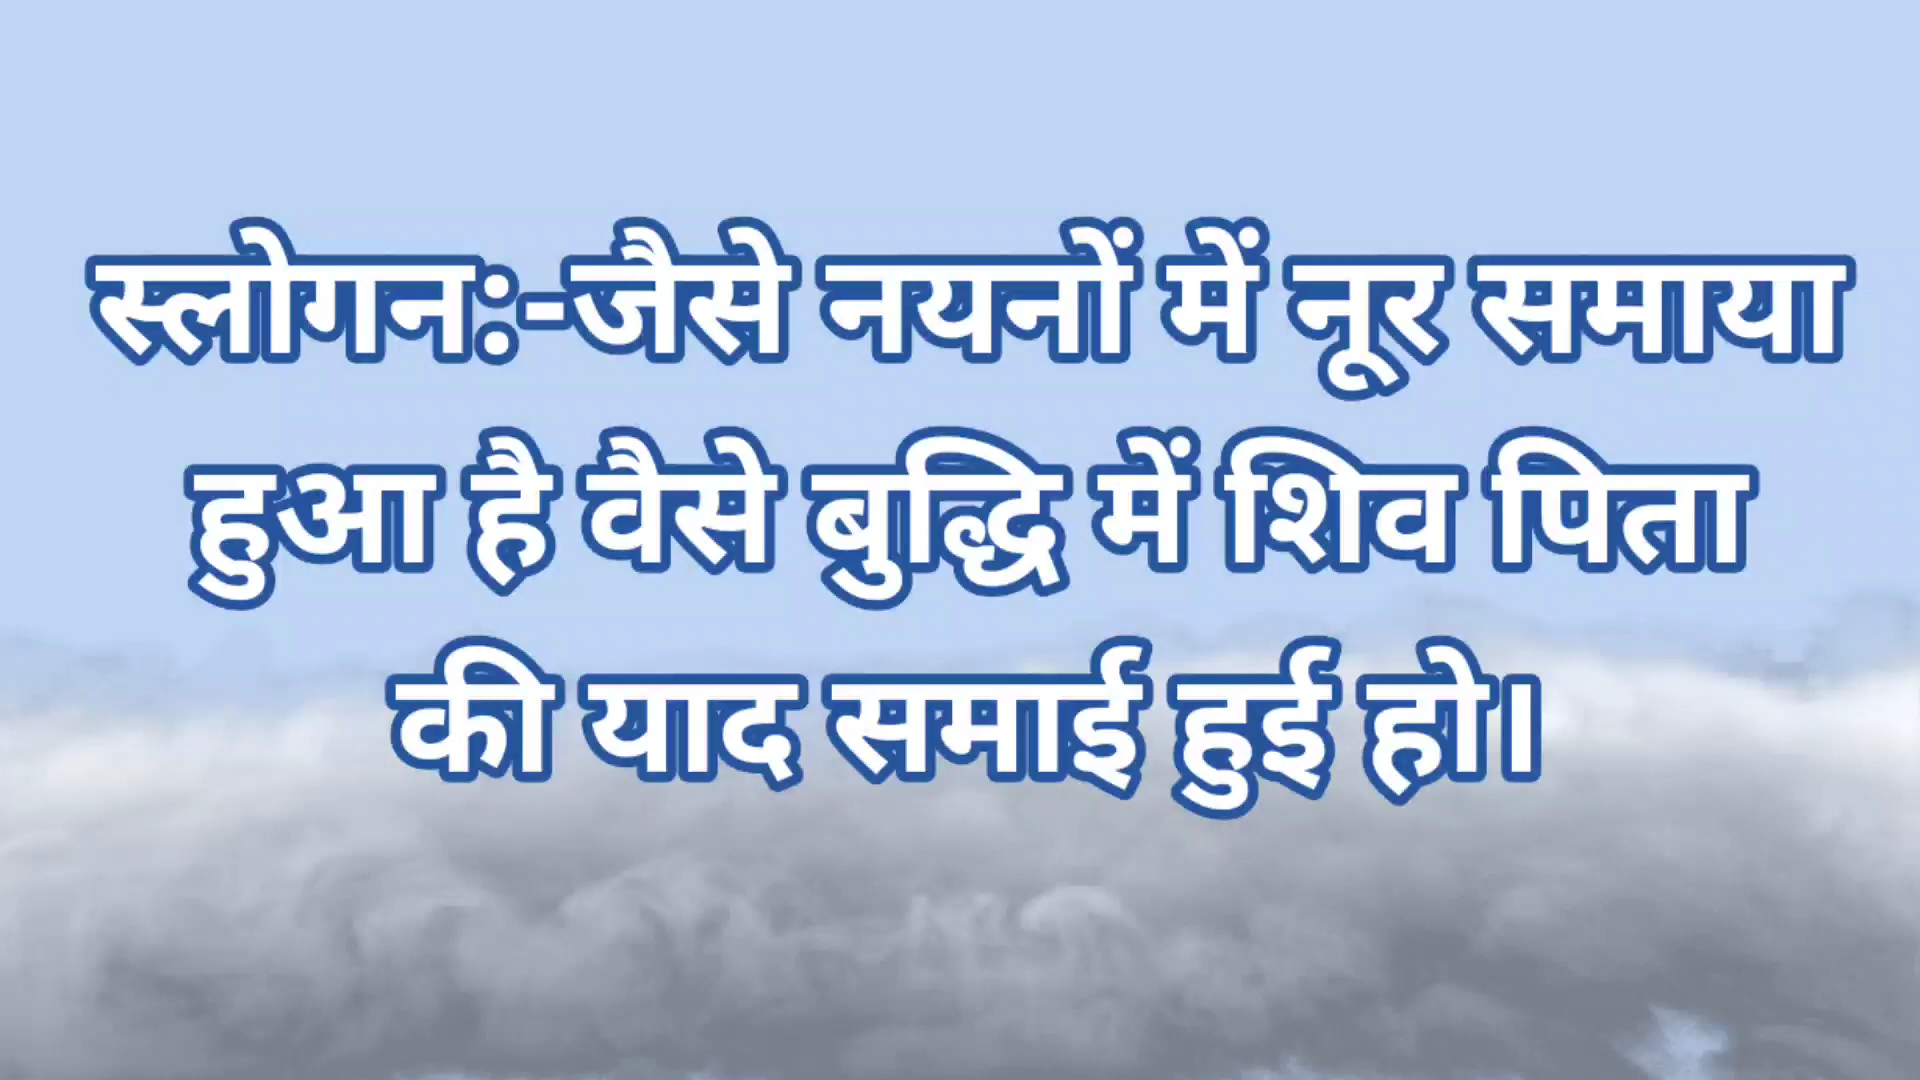 स्लोगन:-जैसे नयनों में नूर समाया
हुआ है वैसे बुद्धि में शिव पिता
की याद समाई हुई हो।